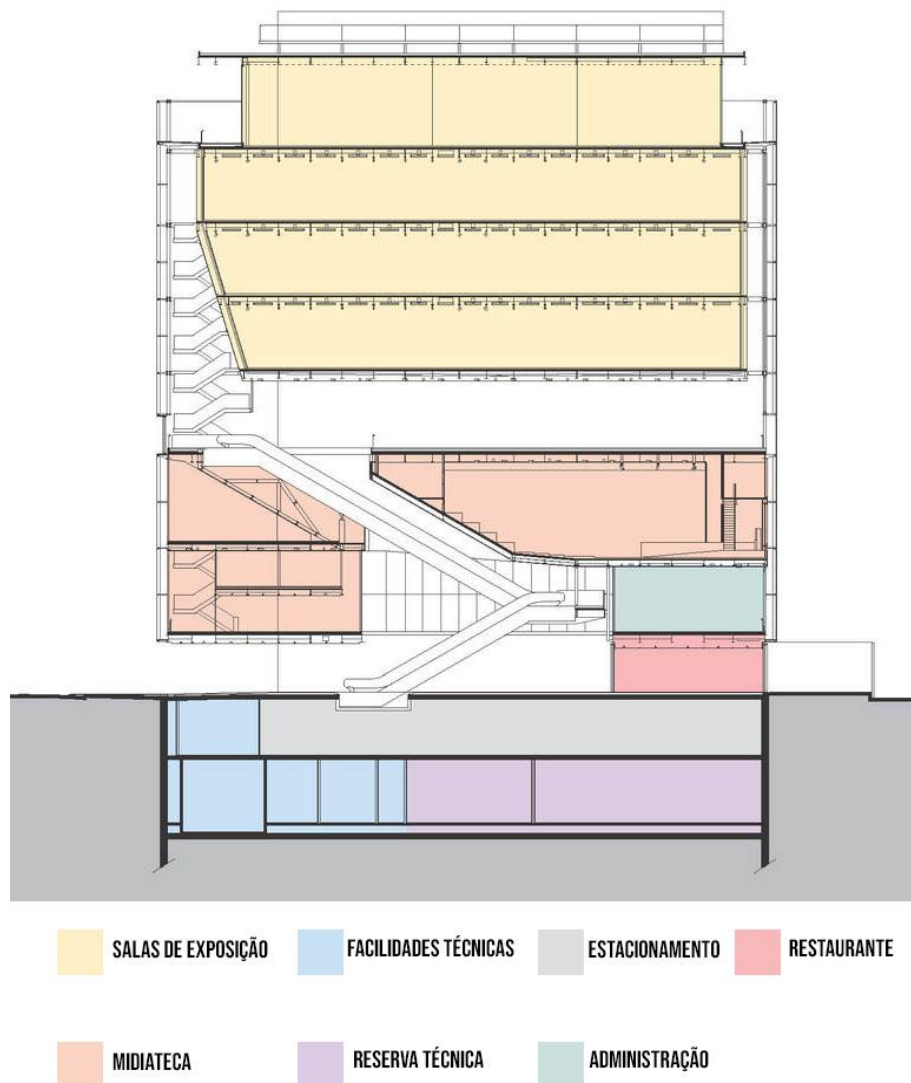 SALAS DE EXPOSIÇÃO
FACILIDADES TÉCNICAS
ESTACIONAMENTO
RESTAURANTE
MIDIATECA
RESERVA TÉCNICA
ADMINISTRAÇÃO